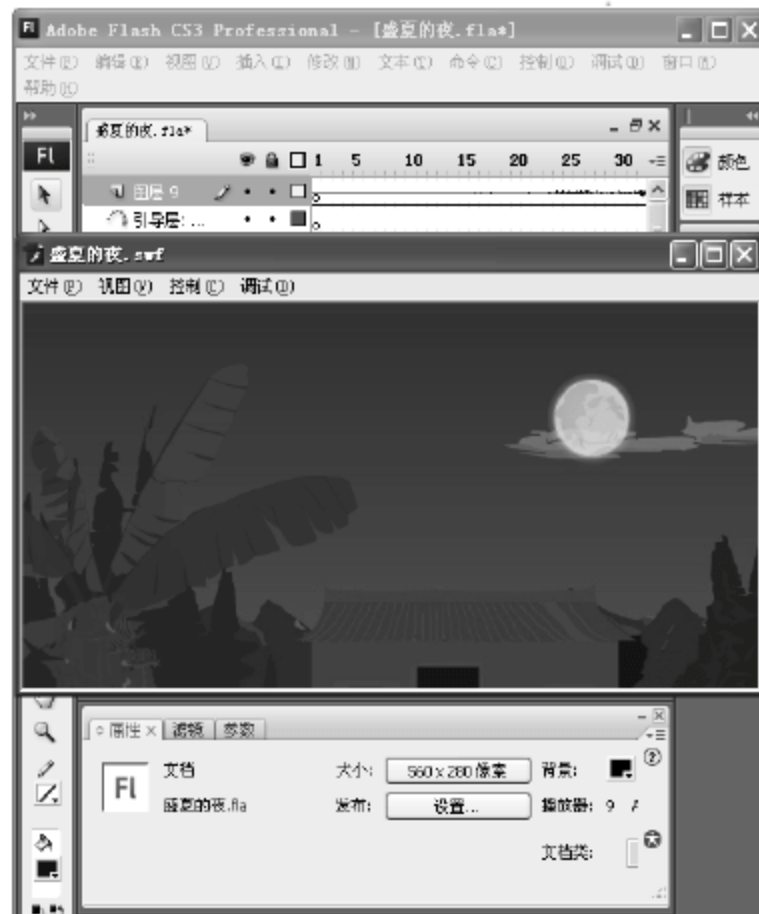 Adobe Flash CS3 Professional - [盛夏的夜.fla*]
文件(F) 编辑(E) 视图(V) 插入(I) 修改(M) 文本(T) 命令(C) 控制(O) 调试(D) 窗口(W)
帮助(H)
盛夏的夜.fla*
1 5 10 15 20 25 30
Fl
颜色
图层 9
样本
引导层: ...
盛夏的夜.swf
文件(F) 视图(V) 控制(C) 调试(D)
属性 × 滤镜 参数
Fl
文档 大小: 560 x 280 像素 背景:
盛夏的夜.fla 发布: 设置... 播放器: 9
文档类: